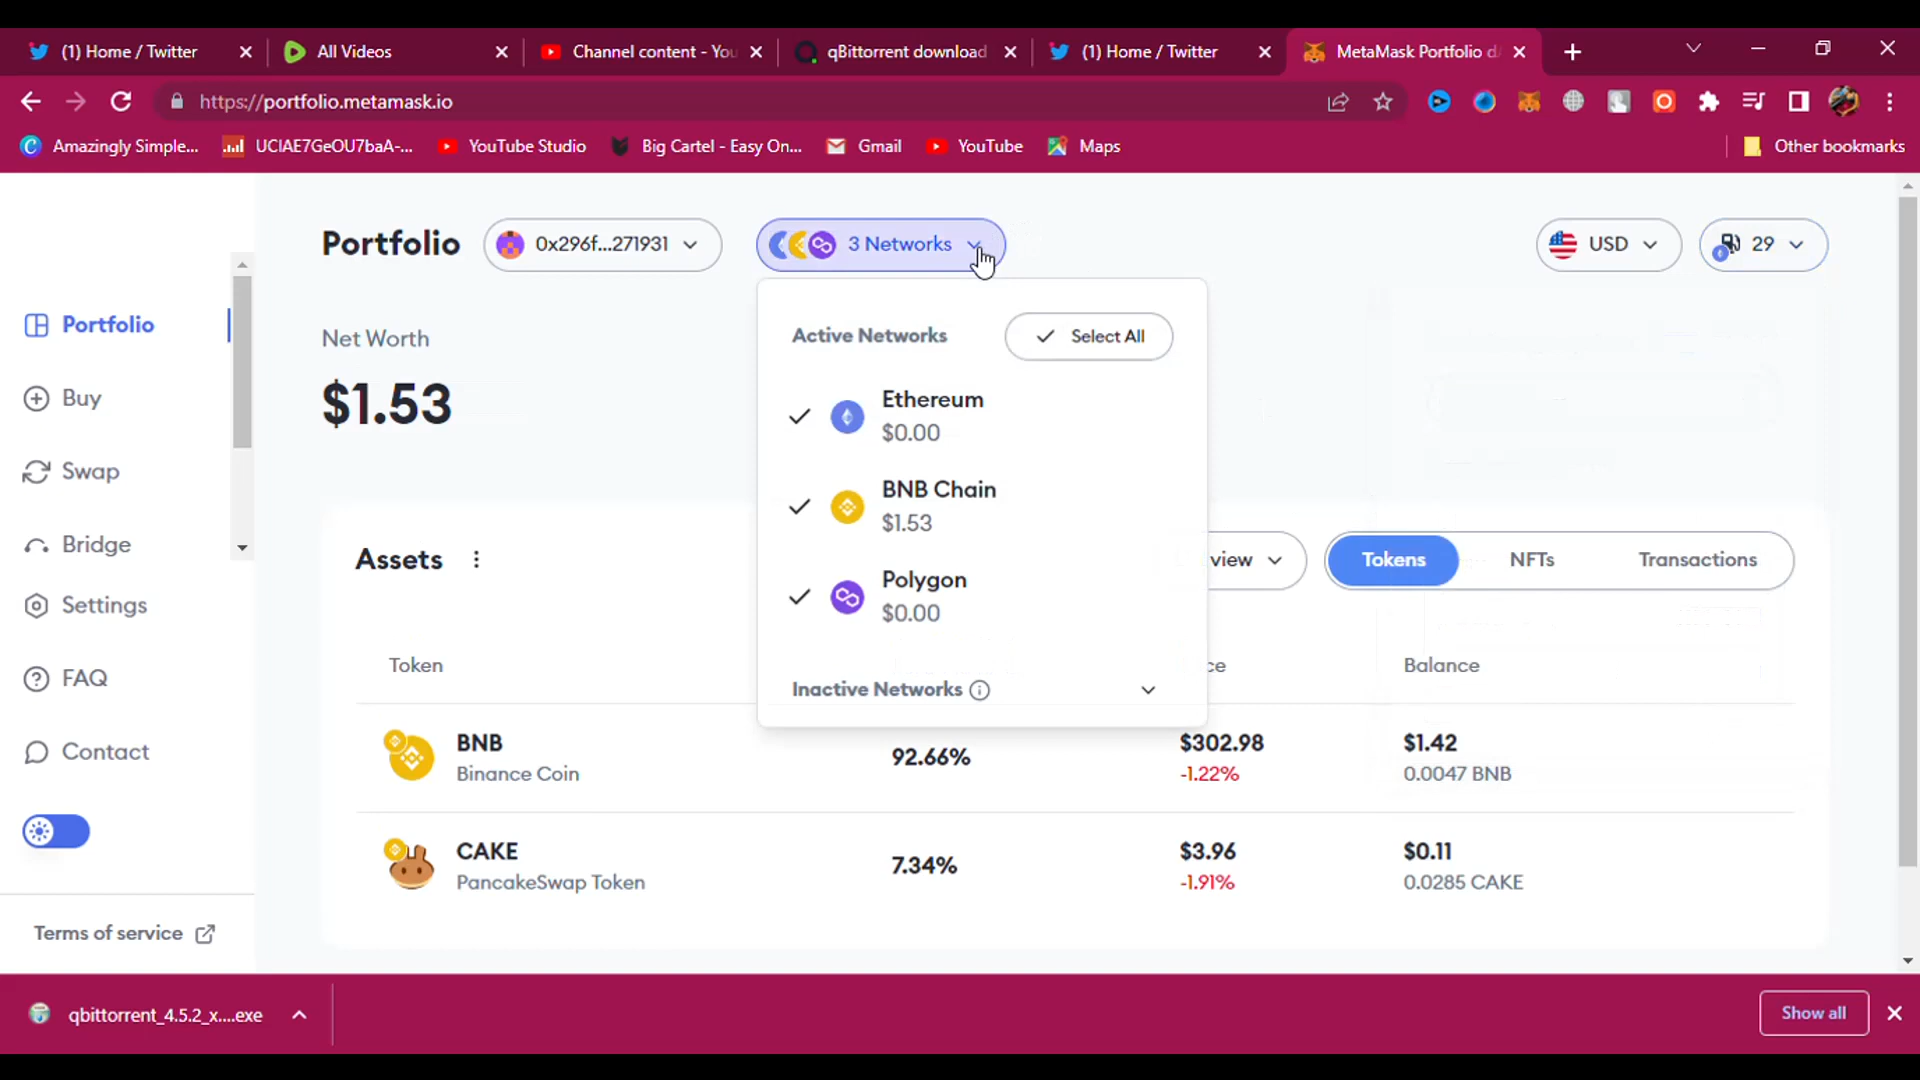 (1) Home / Twitter
All Videos
Channel content - You
qBittorrent download
(1) Home / Twitter
MetaMask Portfolio d
https://portfolio.metamask.io
Amazingly Simple...
UCIAE7GeOU7baA-...
YouTube Studio
Big Cartel - Easy On...
Gmail
YouTube
Maps
Other bookmarks
Portfolio
0x296f...271931
3 Networks
USD
29
Portfolio
Buy
Swap
Bridge
Settings
FAQ
Contact
Terms of service
Net Worth
$1.53
Active Networks
Select All
Ethereum
$0.00
BNB Chain
$1.53
Polygon
$0.00
Inactive Networks
Assets
view
Tokens
NFTs
Transactions
Token
Balance
BNB
Binance Coin
92.66%
$302.98
-1.22%
$1.42
0.0047 BNB
CAKE
PancakeSwap Token
7.34%
$3.96
-1.91%
$0.11
0.0285 CAKE
qbittorrent_4.5.2_x....exe
Show all